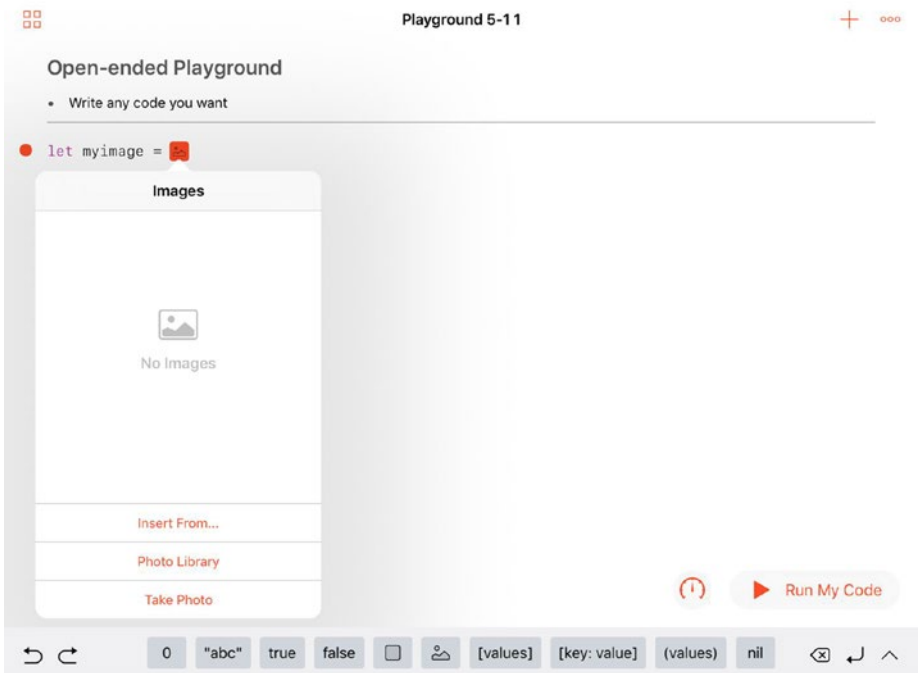 Playground 5-11
Open-ended Playground
• Write any code you want
let myimage =
Images
No Images
Insert From...
Photo Library
Take Photo
Run My Code
0 "abc" true false [values] [key: value] (values) nil